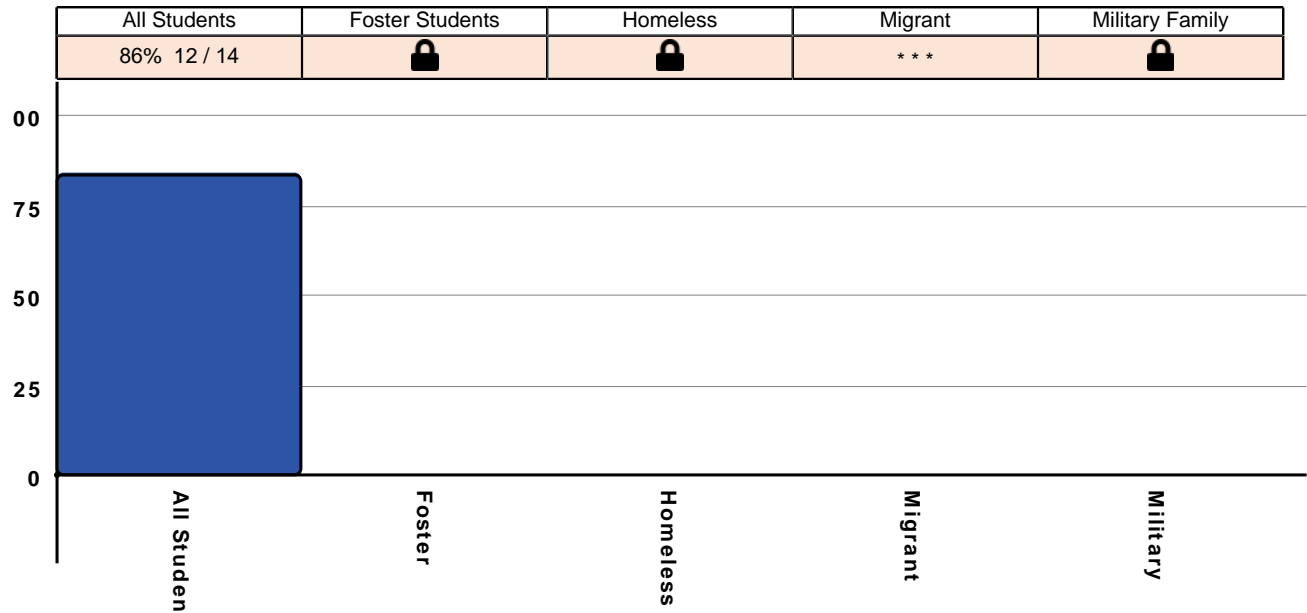 All Students Foster Students Homeless Migrant Military Family
86% 12 / 14 * * *
00
75
50
25
0
All Studen
Foster
Homeless
Migrant
Military